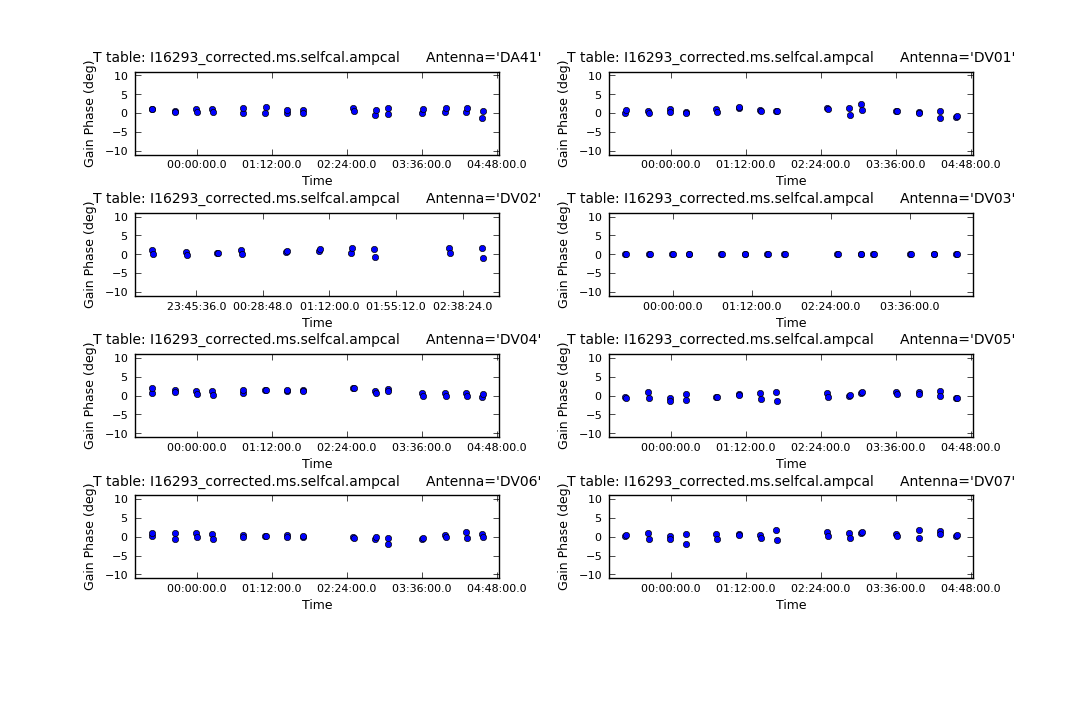 T table: I16293_corrected.ms.selfcal.ampcal Antenna='DA41'
Gain Phase (deg)
10
5
0
−5
−10
00:00:00.0 01:12:00.0 02:24:00.0 03:36:00.0 04:48:00.0
Time
T table: I16293_corrected.ms.selfcal.ampcal Antenna='DV01'
Gain Phase (deg)
10
5
0
−5
−10
00:00:00.0 01:12:00.0 02:24:00.0 03:36:00.0 04:48:00.0
Time
T table: I16293_corrected.ms.selfcal.ampcal Antenna='DV02'
Gain Phase (deg)
10
5
0
−5
−10
23:45:36.0 00:28:48.0 01:12:00.0 01:55:12.0 02:38:24.0
Time
T table: I16293_corrected.ms.selfcal.ampcal Antenna='DV03'
Gain Phase (deg)
10
5
0
−5
−10
00:00:00.0 01:12:00.0 02:24:00.0 03:36:00.0
Time
T table: I16293_corrected.ms.selfcal.ampcal Antenna='DV04'
Gain Phase (deg)
10
5
0
−5
−10
00:00:00.0 01:12:00.0 02:24:00.0 03:36:00.0 04:48:00.0
Time
T table: I16293_corrected.ms.selfcal.ampcal Antenna='DV05'
Gain Phase (deg)
10
5
0
−5
−10
00:00:00.0 01:12:00.0 02:24:00.0 03:36:00.0 04:48:00.0
Time
T table: I16293_corrected.ms.selfcal.ampcal Antenna='DV06'
Gain Phase (deg)
10
5
0
−5
−10
00:00:00.0 01:12:00.0 02:24:00.0 03:36:00.0 04:48:00.0
Time
T table: I16293_corrected.ms.selfcal.ampcal Antenna='DV07'
Gain Phase (deg)
10
5
0
−5
−10
00:00:00.0 01:12:00.0 02:24:00.0 03:36:00.0 04:48:00.0
Time